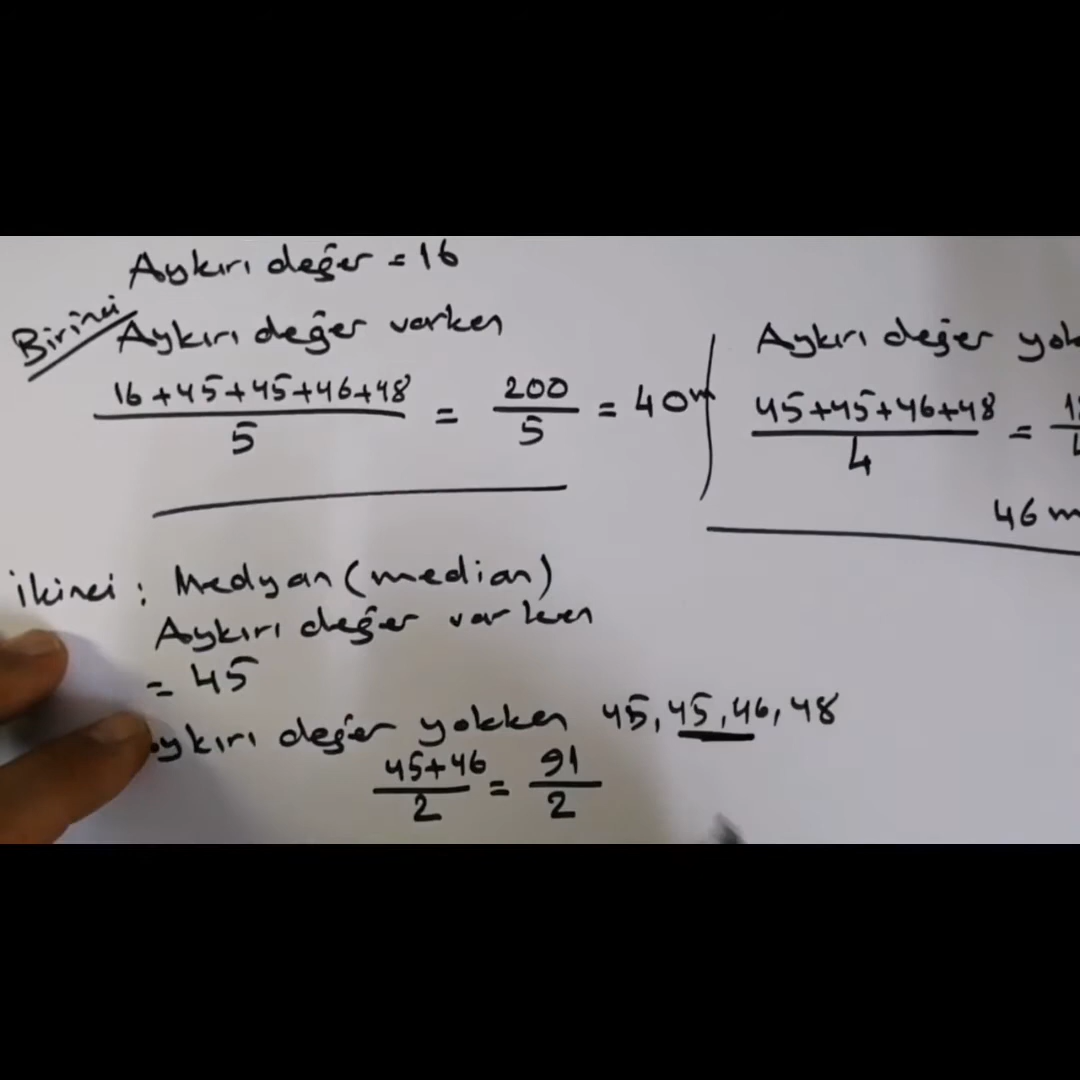 Aykırı değer = 16
Birinci
Aykırı değer varken
16+45+45+46+48 / 5 = 200 / 5 = 40m
Aykırı değer yok
45+45+46+48 / 4 =
46 m
ikinci : Medyan (median)
Aykırı değer varken
= 45
ykırı değer yokken 45, 45, 46, 48
45+46 / 2 = 91 / 2